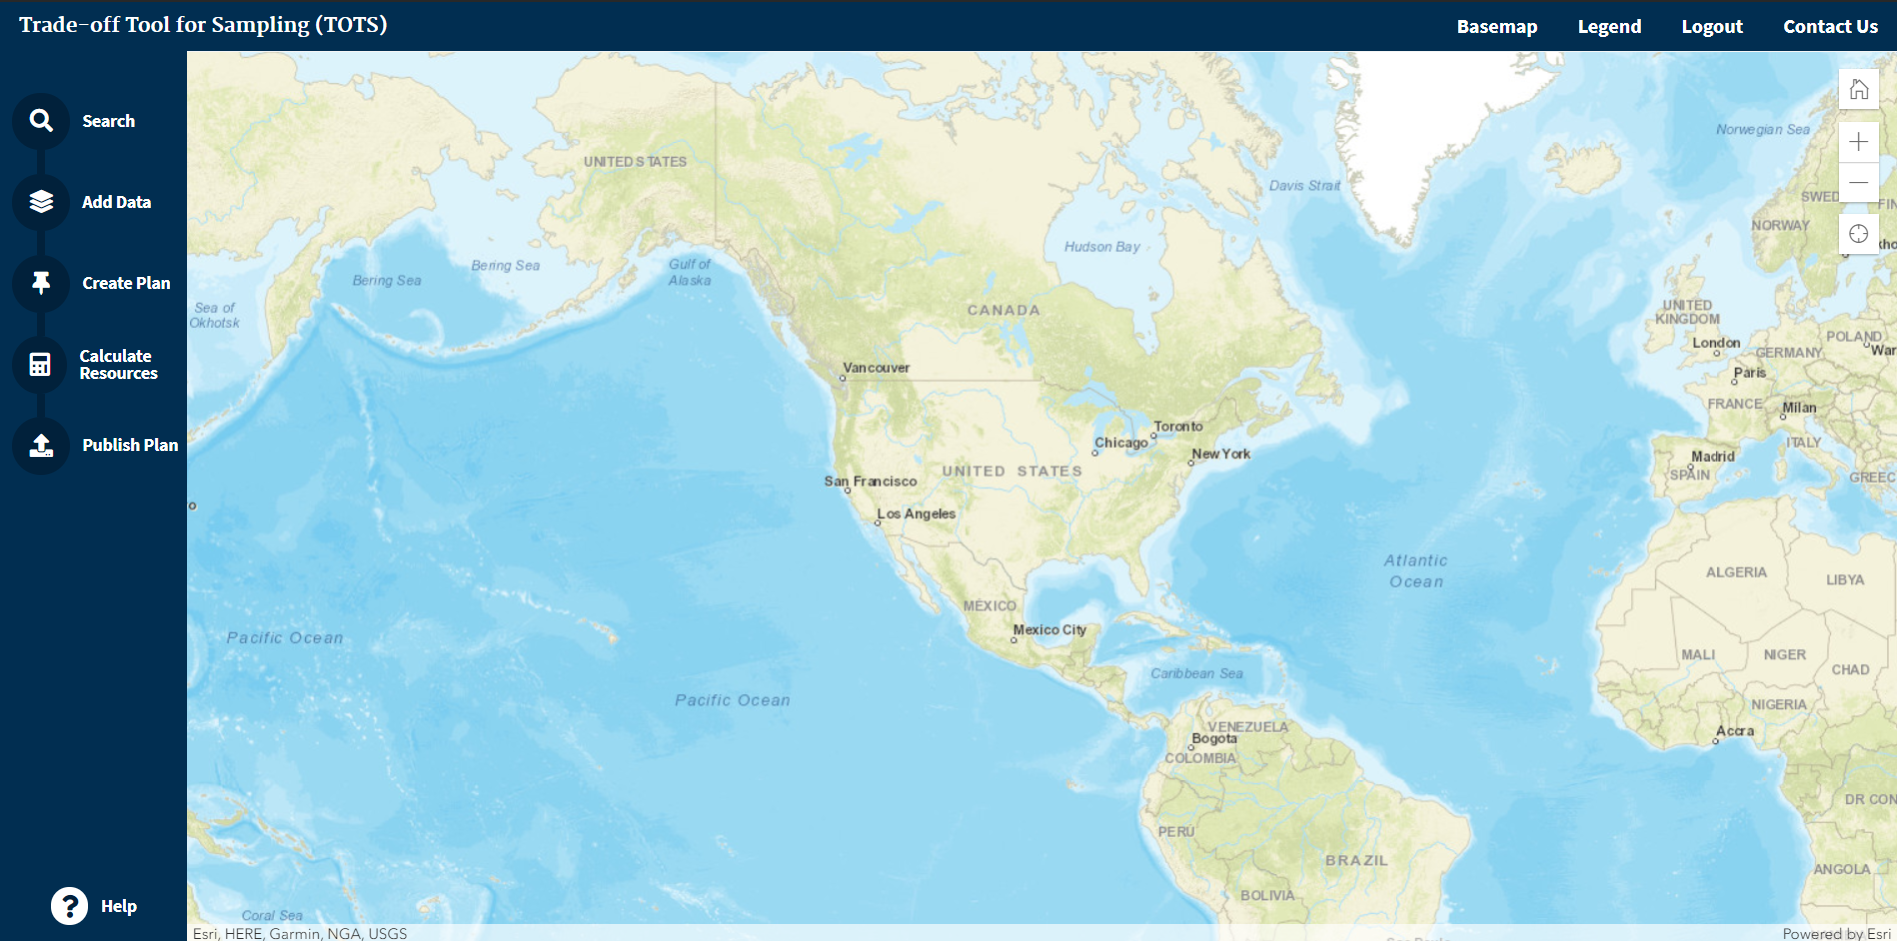 Trade-off Tool for Sampling (TOTS)
Basemap
Legend
Logout
Contact Us
Search
Add Data
Create Plan
Calculate
Resources
Publish Plan
Help
Norwegian Sea
UNITED STATES
Davis Strait
SWED
FIN
NORWAY
Hudson Bay
kho
Bering Sea
Gulf of
Alaska
Bering Sea
Sea of
Okhotsk
CANADA
UNITED
KINGDOM
London
POLAND
War
GERMANY
Vancouver
Paris
FRANCE
Milan
Toronto
Chicago
ITALY
New York
Madrid
UNITED STATES
SPAIN
GREEC
San Francisco
Los Angeles
Atlantic
Ocean
ALGERIA
LIBYA
MÉXICO
Mexico City
Pacific Ocean
MALI
NIGER
CHAD
Caribbean Sea
Pacific Ocean
NIGERIA
VENEZUELA
Bogota
Accra
COLOMBIA
DR CON
PERÚ
BRAZIL
ANGOLA
BOLIVIA
Coral Sea
Esri, HERE, Garmin, NGA, USGS
Powered by Esri